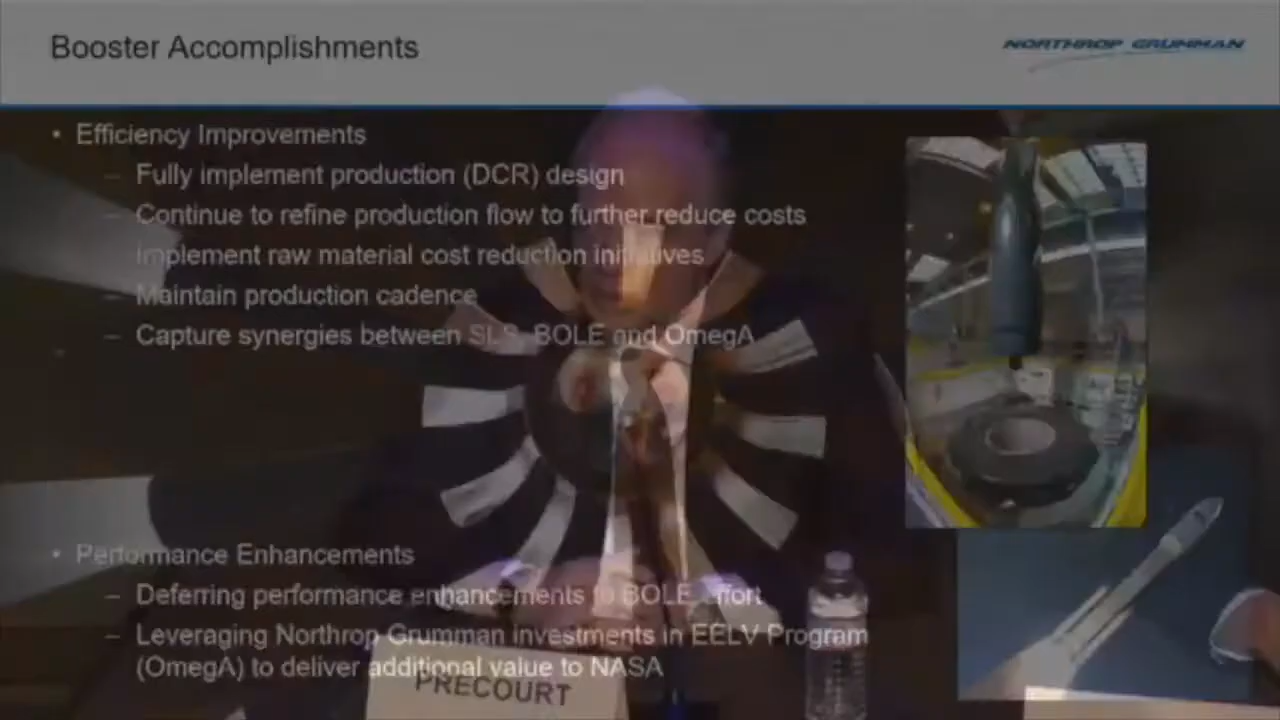 Booster Accomplishments
NORTHROP GRUMMAN
• Efficiency Improvements
– Fully implement production (DCR) design
– Continue to refine production flow to further reduce costs
– Implement raw material cost reduction initiatives
– Maintain production cadence
– Capture synergies between SLS, BOLE and OmegA
• Performance Enhancements
– Deferring performance enhancements to BOLE effort
– Leveraging Northrop Grumman investments in EELV Program
(OmegA) to deliver additional value to NASA
PRECOURT